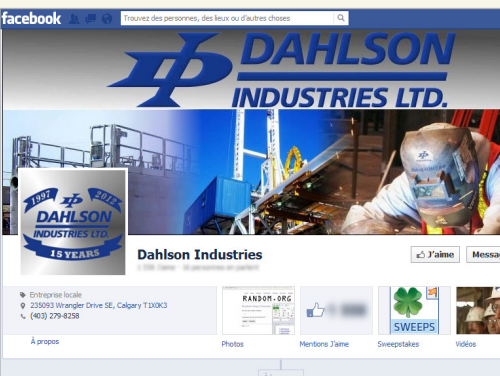 facebook
Trouvez des personnes, des lieux ou d'autres choses
DAHLSON
INDUSTRIES LTD.
1997 2012
DAHLSON
INDUSTRIES LTD.
15 YEARS
Dahlson Industries
J'aime
Messa
Entreprise locale
235093 Wrangler Drive SE, Calgary T1X0K3
(403) 279-8258
À propos
RANDOM.ORG
SWEEPS
Photos
Mentions J'aime
Sweepstakes
Vidéos